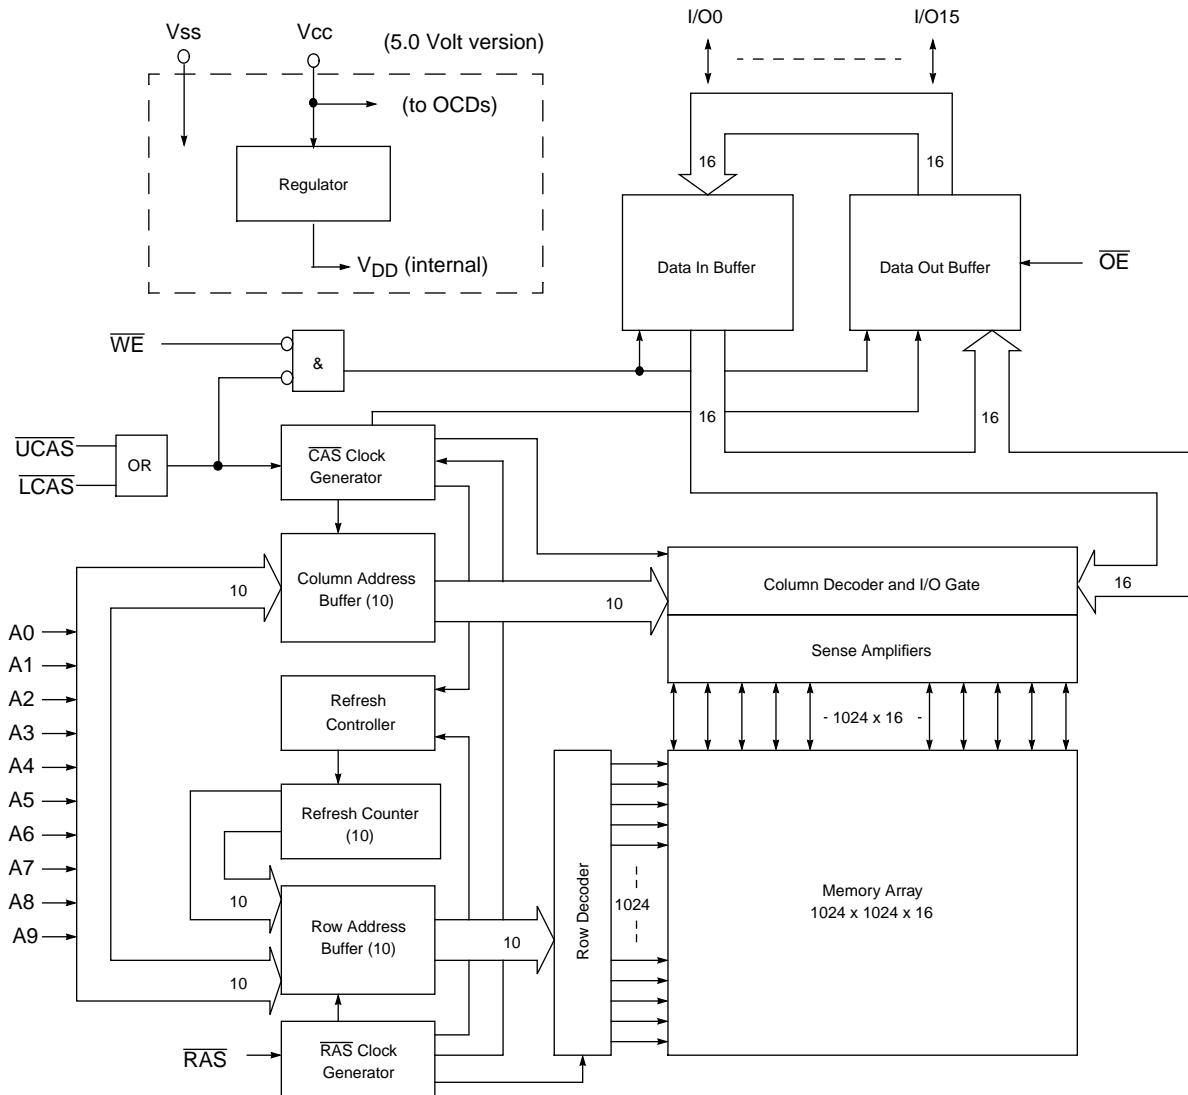 Vss
Vcc
(5.0 Volt version)
(to OCDs)
Regulator
VDD (internal)
I/O0
I/O15
16
16
Data In Buffer
Data Out Buffer
OE
WE
&
16
16
UCAS
LCAS
OR
CAS Clock
Generator
Column Address
Buffer (10)
10
10
Column Decoder and I/O Gate
16
Sense Amplifiers
A0
A1
A2
A3
A4
A5
A6
A7
A8
A9
Refresh
Controller
- 1024 x 16 -
Refresh Counter
(10)
10
Row Address
Buffer (10)
10
10
Row Decoder
1024
Memory Array
1024 x 1024 x 16
RAS
RAS Clock
Generator